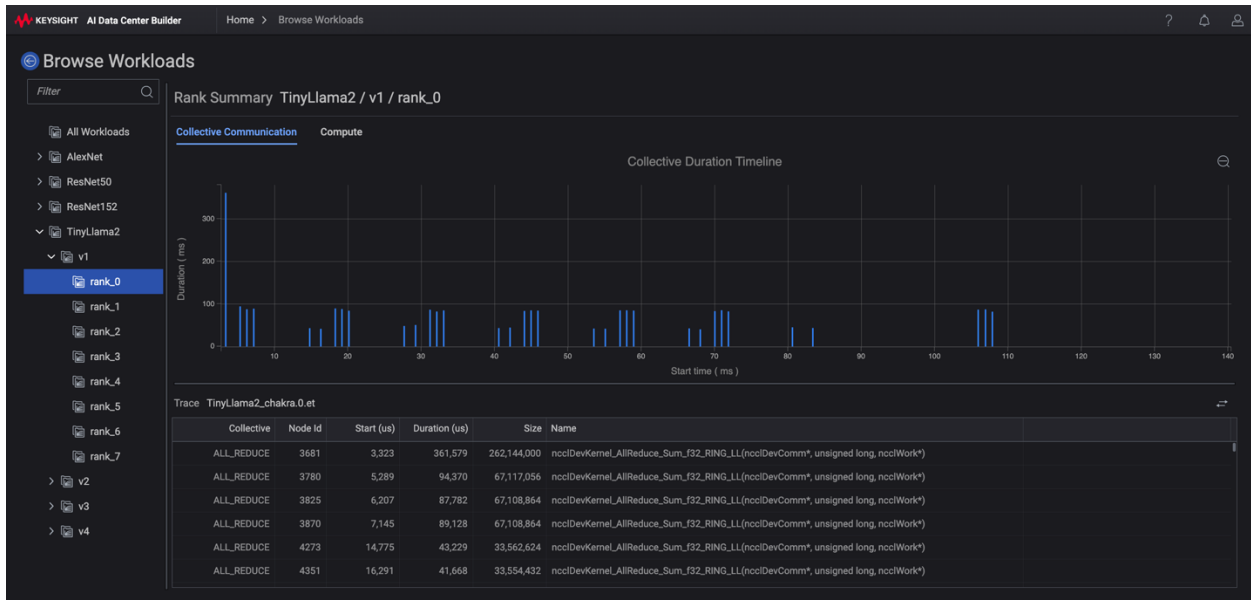 KEYSIGHT AI Data Center Builder Home > Browse Workloads ?
Browse Workloads
Filter
All Workloads
> AlexNet
> ResNet50
> ResNet152
TinyLlama2
v1
rank_0
rank_1
rank_2
rank_3
rank_4
rank_5
rank_6
rank_7
> v2
> v3
> v4
Rank Summary TinyLlama2 / v1 / rank_0
Collective Communication Compute
Collective Duration Timeline
Duration ( ms )
300
200
100
0
10 20 30 40 50 60 70 80 90 100 110 120 130 140
Start time ( ms )
Trace TinyLlama2_chakra.0.et
Collective Node Id Start (us) Duration (us) Size Name
ALL_REDUCE 3681 3,323 361,579 262,144,000 ncclDevKernel_AllReduce_Sum_f32_RING_LL(ncclDevComm*, unsigned long, ncclWork*)
ALL_REDUCE 3780 5,289 94,370 67,117,056 ncclDevKernel_AllReduce_Sum_f32_RING_LL(ncclDevComm*, unsigned long, ncclWork*)
ALL_REDUCE 3825 6,207 87,782 67,108,864 ncclDevKernel_AllReduce_Sum_f32_RING_LL(ncclDevComm*, unsigned long, ncclWork*)
ALL_REDUCE 3870 7,145 89,128 67,108,864 ncclDevKernel_AllReduce_Sum_f32_RING_LL(ncclDevComm*, unsigned long, ncclWork*)
ALL_REDUCE 4273 14,775 43,229 33,562,624 ncclDevKernel_AllReduce_Sum_f32_RING_LL(ncclDevComm*, unsigned long, ncclWork*)
ALL_REDUCE 4351 16,291 41,668 33,554,432 ncclDevKernel_AllReduce_Sum_f32_RING_LL(ncclDevComm*, unsigned long, ncclWork*)